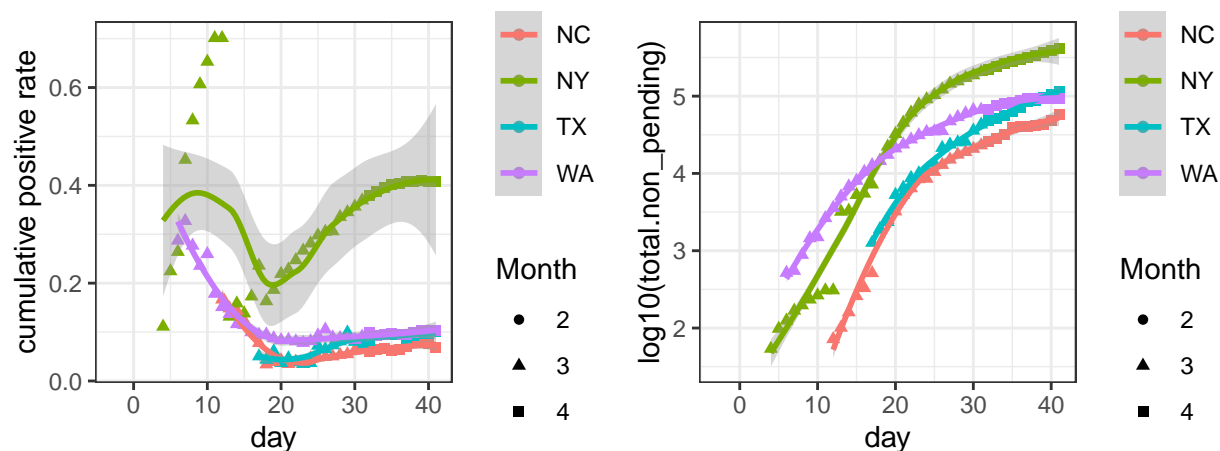 cumulative positive rate
0.6
0.4
0.2
0.0
0 10 20 30 40
day
NC
NY
TX
WA
Month
2
3
4
log10(total.non_pending)
5
4
3
2
0 10 20 30 40
day
NC
NY
TX
WA
Month
2
3
4